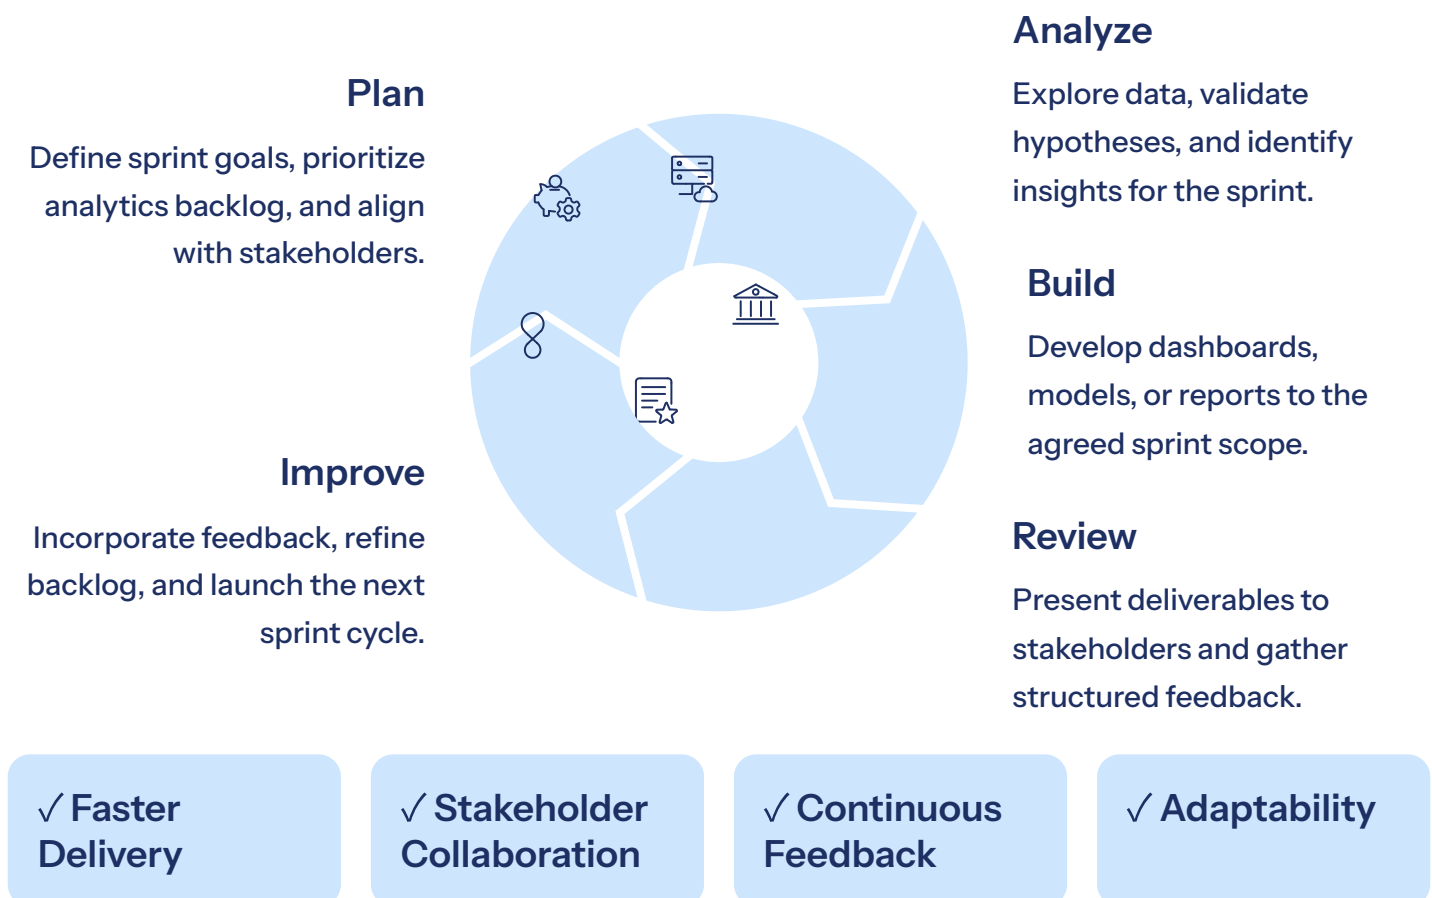 Plan
Define sprint goals, prioritize
analytics backlog, and align
with stakeholders.
Analyze
Explore data, validate
hypotheses, and identify
insights for the sprint.
Build
Develop dashboards,
models, or reports to the
agreed sprint scope.
Review
Present deliverables to
stakeholders and gather
structured feedback.
Improve
Incorporate feedback, refine
backlog, and launch the next
sprint cycle.
✓ Faster
Delivery
✓ Stakeholder
Collaboration
✓ Continuous
Feedback
✓ Adaptability